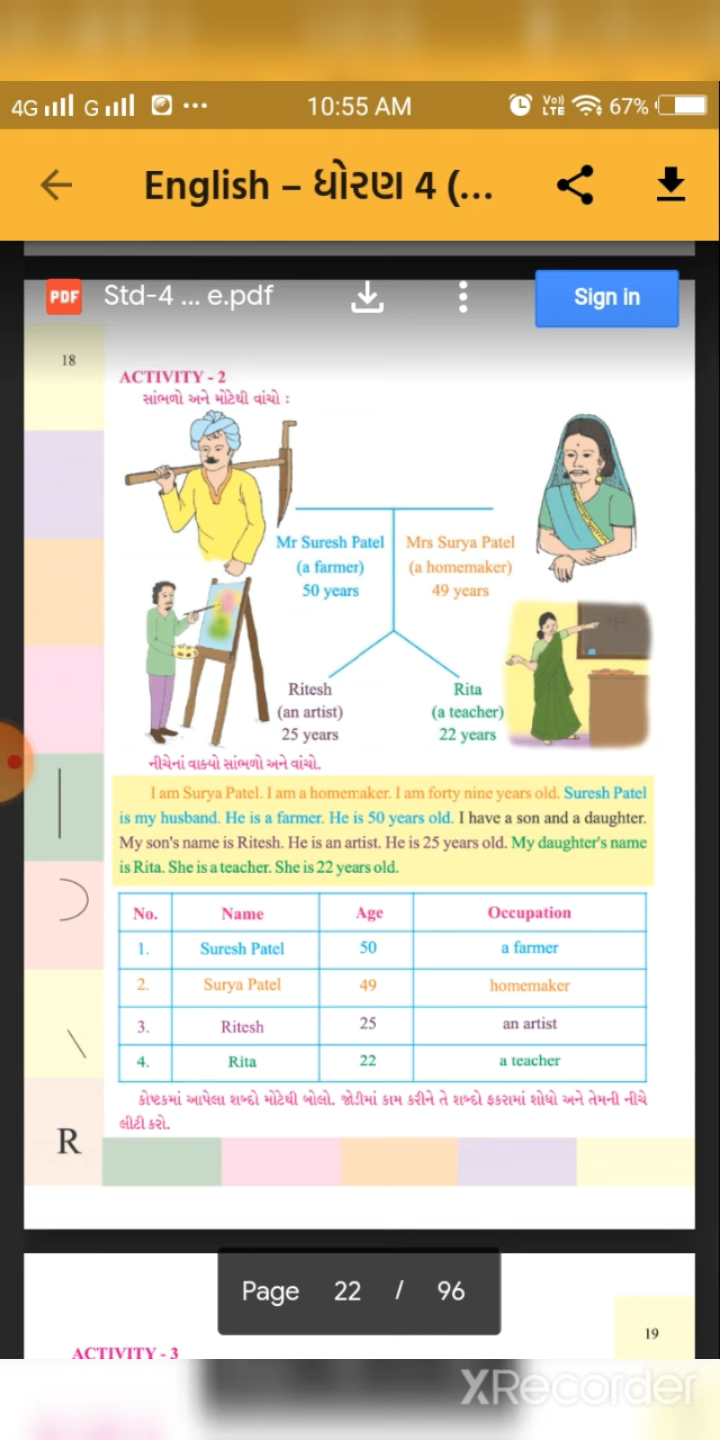 4G G ... 10:55 AM Vo)) LTE 67%
English – ધોરણ 4 (...
PDF Std-4 ... e.pdf Sign in
18
ACTIVITY - 2
સાંભળો અને મોટેથી વાંચો :
Mr Suresh Patel
(a farmer)
50 years
Mrs Surya Patel
(a homemaker)
49 years
Ritesh
(an artist)
25 years
Rita
(a teacher)
22 years
નીચેનાં વાક્યો સાંભળો અને વાંચો.
I am Surya Patel. I am a homemaker. I am forty nine years old. Suresh Patel
is my husband. He is a farmer. He is 50 years old. I have a son and a daughter.
My son's name is Ritesh. He is an artist. He is 25 years old. My daughter's name
is Rita. She is a teacher. She is 22 years old.
No. Name Age Occupation
1. Suresh Patel 50 a farmer
2. Surya Patel 49 homemaker
3. Ritesh 25 an artist
4. Rita 22 a teacher
કોષ્ટકમાં આપેલા શબ્દો મોટેથી બોલો. જોડીમાં કામ કરીને તે શબ્દો ફકરામાં શોધો અને તેમની નીચે
લીટી કરો.
R
Page 22 / 96
19
ACTIVITY - 3
XRecorder